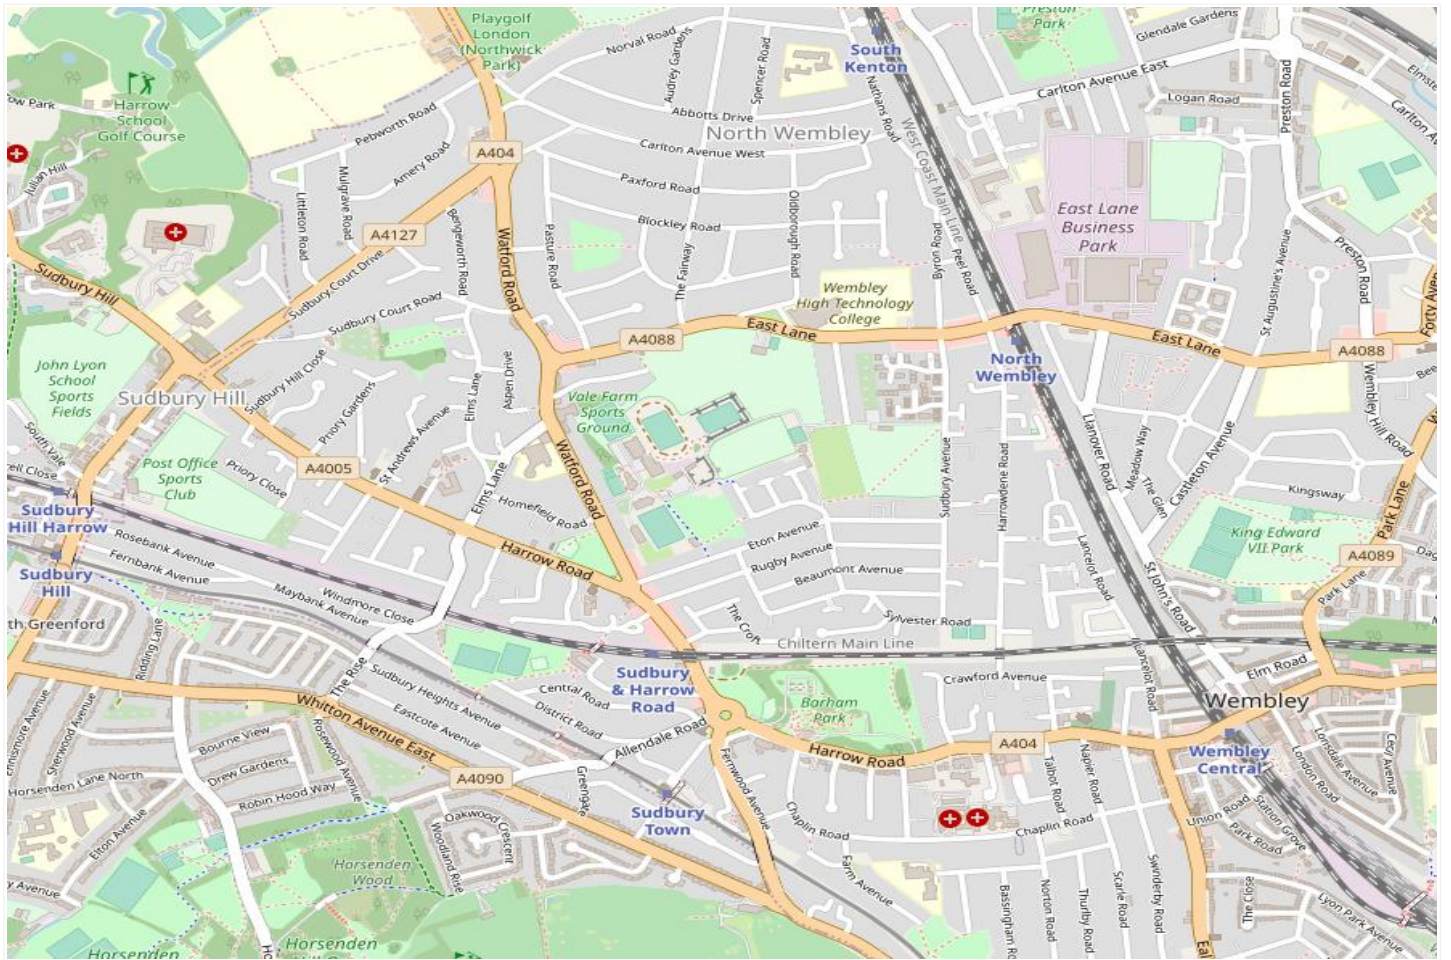 Playgolf
London
(Northwick
Park)
Norval Road
Audrey Gardens
Spencer Road
South
Kenton
Preston
Park
Glendale Gardens
Carlton Avenue East
Logan Road
Preston Road
Harrow
School
Golf Course
Pebworth Road
Abbotts Drive
North Wembley
Nathans Road
West Coast Main Line
Julian Hill
A404
Carlton Avenue West
Amery Road
Mulgrave Road
Littleton Road
Paxford Road
Blockley Road
Oldborough Road
East Lane
Business
Park
A4127
Bengeworth Road
Watford Road
Pasture Road
The Fairway
Byron Road
Peel Road
St Augustine's Avenue
Preston Road
Sudbury Hill
Sudbury Court Drive
Sudbury Court Road
Wembley
High Technology
College
A4088
East Lane
East Lane
A4088
John Lyon
School
Sports
Fields
Sudbury Hill
Sudbury Hill Close
Priory Gardens
Elms Lane
Aspen Drive
North
Wembley
Wembley Hill Road
Vale Farm
Sports
Ground
South Vale
St Andrews Avenue
Watford Road
Sudbury Avenue
Harrowdene Road
Llanover Road
Meadow Way
The Glen
Castleton Avenue
Post Office
Sports
Club
Priory Close
A4005
Elms Lane
Homefield Road
Kingsway
Park Lane
Sudbury
Hill Harrow
Rosebank Avenue
Fernbank Avenue
Harrow Road
Eton Avenue
Rugby Avenue
Beaumont Avenue
King Edward
VII Park
A4089
Sudbury
Hill
Maybank Avenue
Windmore Close
Lancelot Road
St John's Road
Park Lane
The Croft
Sylvester Road
Ridding Lane
The Rise
Chiltern Main Line
Sudbury
& Harrow
Road
Sudbury Heights Avenue
Central Road
Crawford Avenue
Lancelot Road
Elm Road
Wembley
Sherwood Avenue
Whitton Avenue East
Eastcote Avenue
District Road
Barham
Park
Bourne View
Rosewood Avenue
Allendale Road
Harrow Road
A404
Wembley
Central
London Road
Lonsdale Avenue
Cecil Avenue
Horsenden Lane North
Drew Gardens
A4090
Fernwood Avenue
Talbot Road
Napier Road
Robin Hood Way
Sudbury
Town
Chaplin Road
Chaplin Road
Union Road
Station Grove
Park Road
Elton Avenue
Oakwood Crescent
Woodland Rise
Horsenden
Wood
Farm Avenue
Norton Road
Thurlby Road
Scarle Road
Swinderby Road
The Close
Lyon Park Avenue
Horsenden
Horsenden